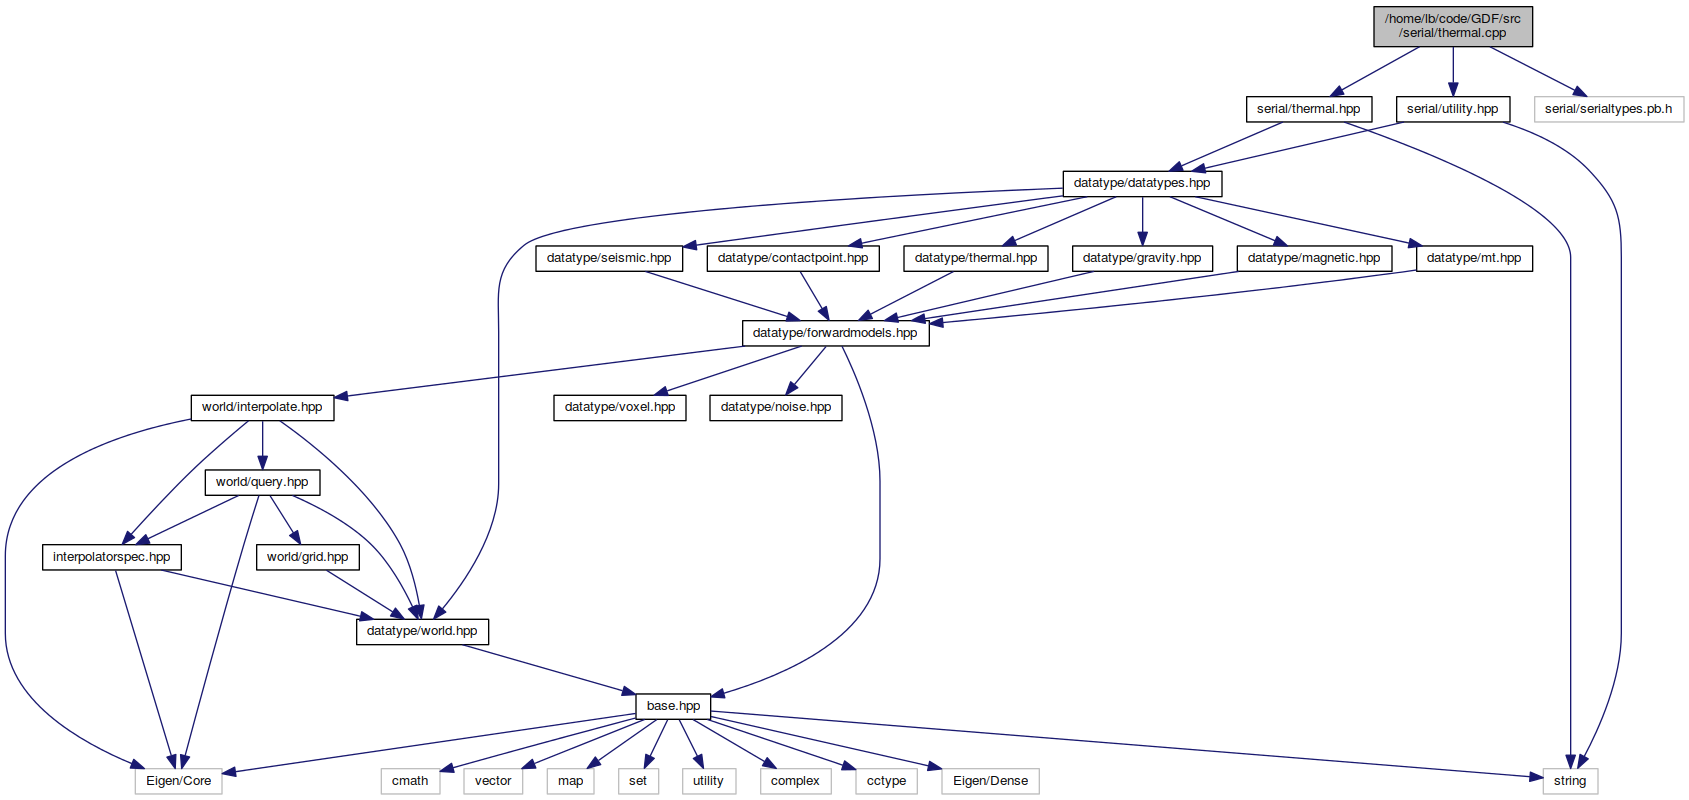 /home/lb/code/GDF/src
/serial/thermal.cpp
serial/thermal.hpp
serial/utility.hpp
serial/serialtypes.pb.h
datatype/datatypes.hpp
datatype/seismic.hpp
datatype/contactpoint.hpp
datatype/thermal.hpp
datatype/gravity.hpp
datatype/magnetic.hpp
datatype/mt.hpp
datatype/forwardmodels.hpp
world/interpolate.hpp
datatype/voxel.hpp
datatype/noise.hpp
world/query.hpp
interpolatorspec.hpp
world/grid.hpp
datatype/world.hpp
base.hpp
Eigen/Core
cmath
vector
map
set
utility
complex
cctype
Eigen/Dense
string